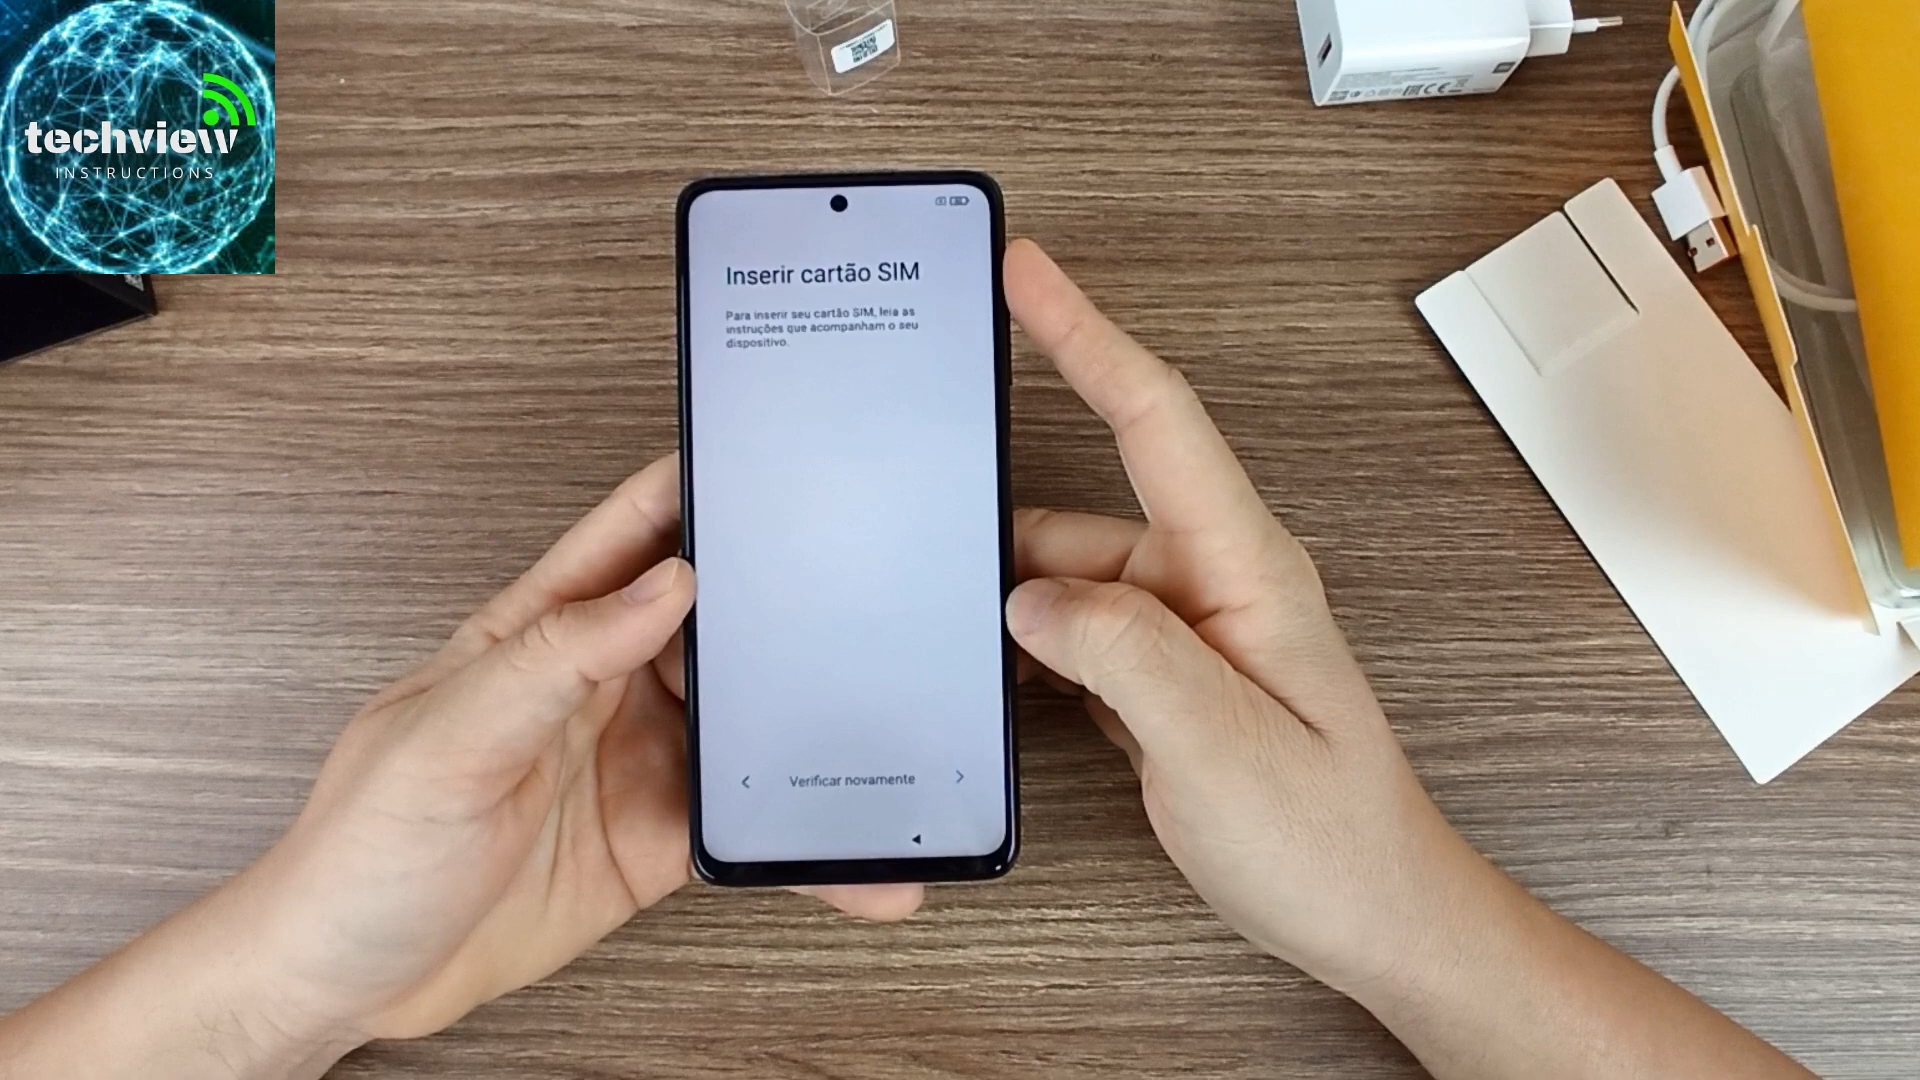 techview
INSTRUCTIONS
Inserir cartão SIM
Para inserir seu cartão SIM, leia as
instruções que acompanham o seu
dispositivo.
Verificar novamente